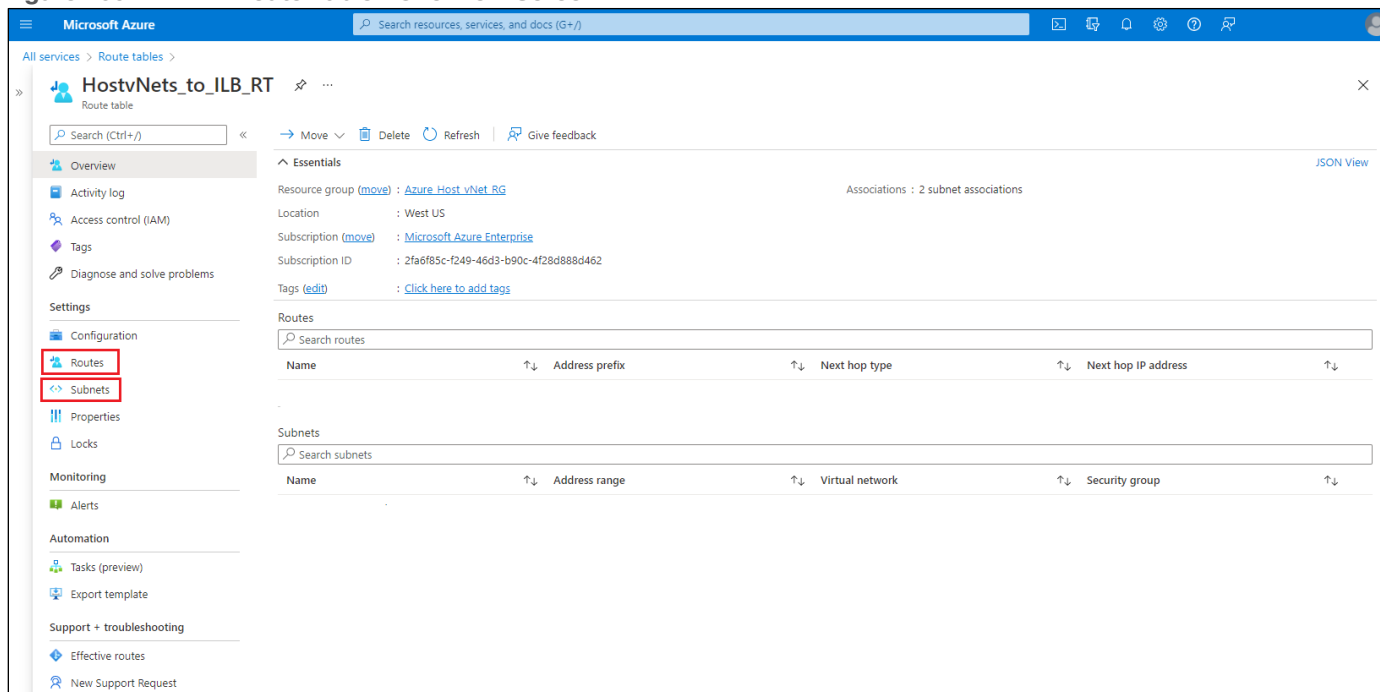 Microsoft Azure
Search resources, services, and docs (G+/)
All services > Route tables >
HostvNets_to_ILB_RT
Route table
Search (Ctrl+/)
Move
Delete
Refresh
Give feedback
Overview
Activity log
Access control (IAM)
Tags
Diagnose and solve problems
Settings
Configuration
Routes
Subnets
Properties
Locks
Monitoring
Alerts
Automation
Tasks (preview)
Export template
Support + troubleshooting
Effective routes
New Support Request
Essentials
JSON View
Resource group (move) : Azure_Host_vNet_RG
Associations : 2 subnet associations
Location : West US
Subscription (move) : Microsoft Azure Enterprise
Subscription ID : 2fa6f85c-f249-46d3-b90c-4f28d888d462
Tags (edit) : Click here to add tags
Routes
Search routes
Name Address prefix Next hop type Next hop IP address
Subnets
Search subnets
Name Address range Virtual network Security group